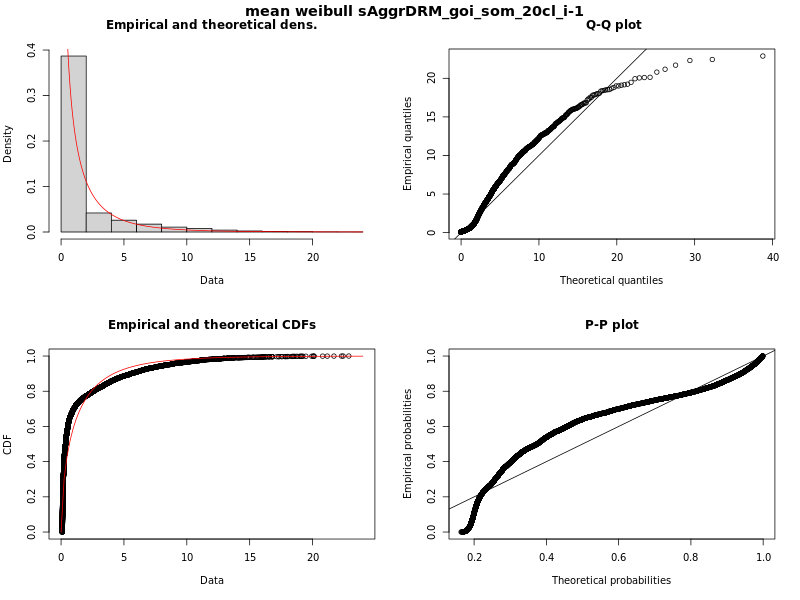 mean weibull sAggrDRM_goi_som_20cl_i-1
Empirical and theoretical dens.
Density
0.0 0.1 0.2 0.3 0.4
0 5 10 15 20
Data
Q-Q plot
Empirical quantiles
0 5 10 15 20
0 10 20 30 40
Theoretical quantiles
Empirical and theoretical CDFs
CDF
0.0 0.2 0.4 0.6 0.8 1.0
0 5 10 15 20
Data
P-P plot
Empirical probabilities
0.0 0.2 0.4 0.6 0.8 1.0
0.2 0.4 0.6 0.8 1.0
Theoretical probabilities